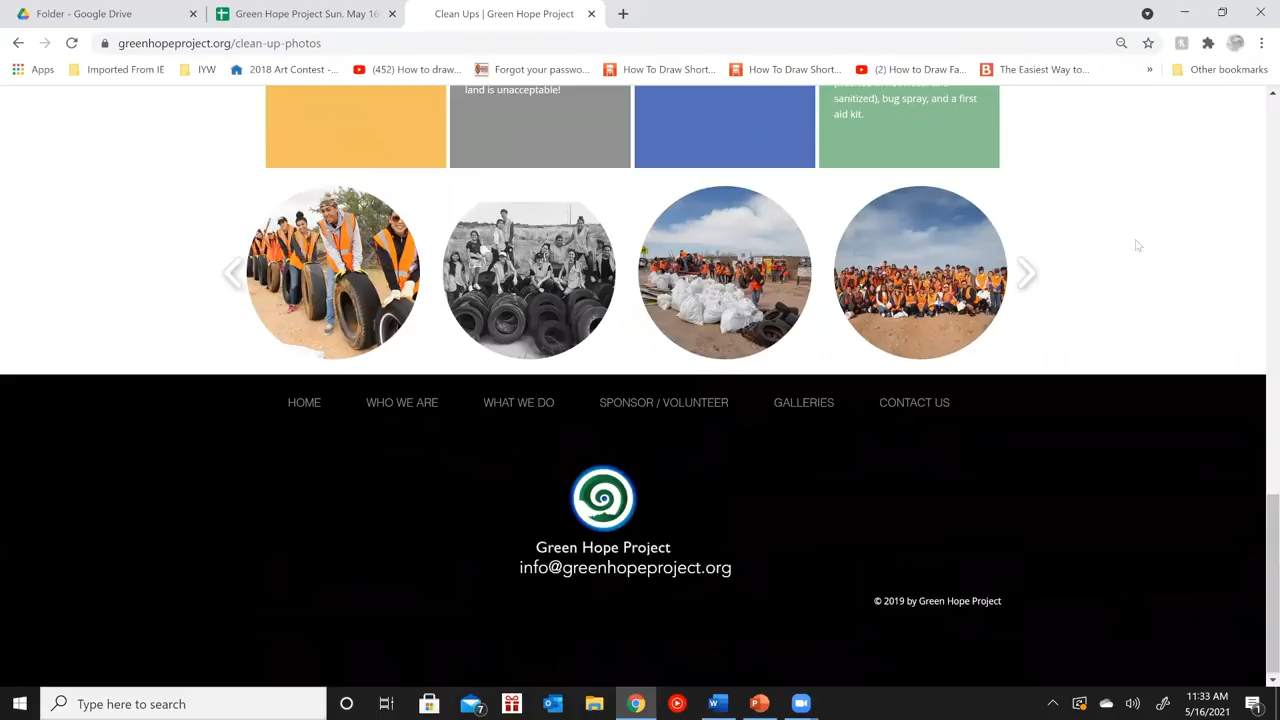 Folder - Google Drive
Green Hope Project Sun. May 16
Clean Ups | Green Hope Project
greenhopeproject.org/clean-up-photos
Apps
Imported From IE
IYW
2018 Art Contest -...
(452) How to draw...
Forgot your passwo...
How To Draw Short...
How To Draw Short...
(2) How to Draw Fa...
The Easiest Way to...
»
Other bookmarks
land is unacceptable!
sanitized), bug spray, and a first
aid kit.
HOME
WHO WE ARE
WHAT WE DO
SPONSOR / VOLUNTEER
GALLERIES
CONTACT US
Green Hope Project
info@greenhopeproject.org
© 2019 by Green Hope Project
Type here to search
7
11:33 AM
5/16/2021
1